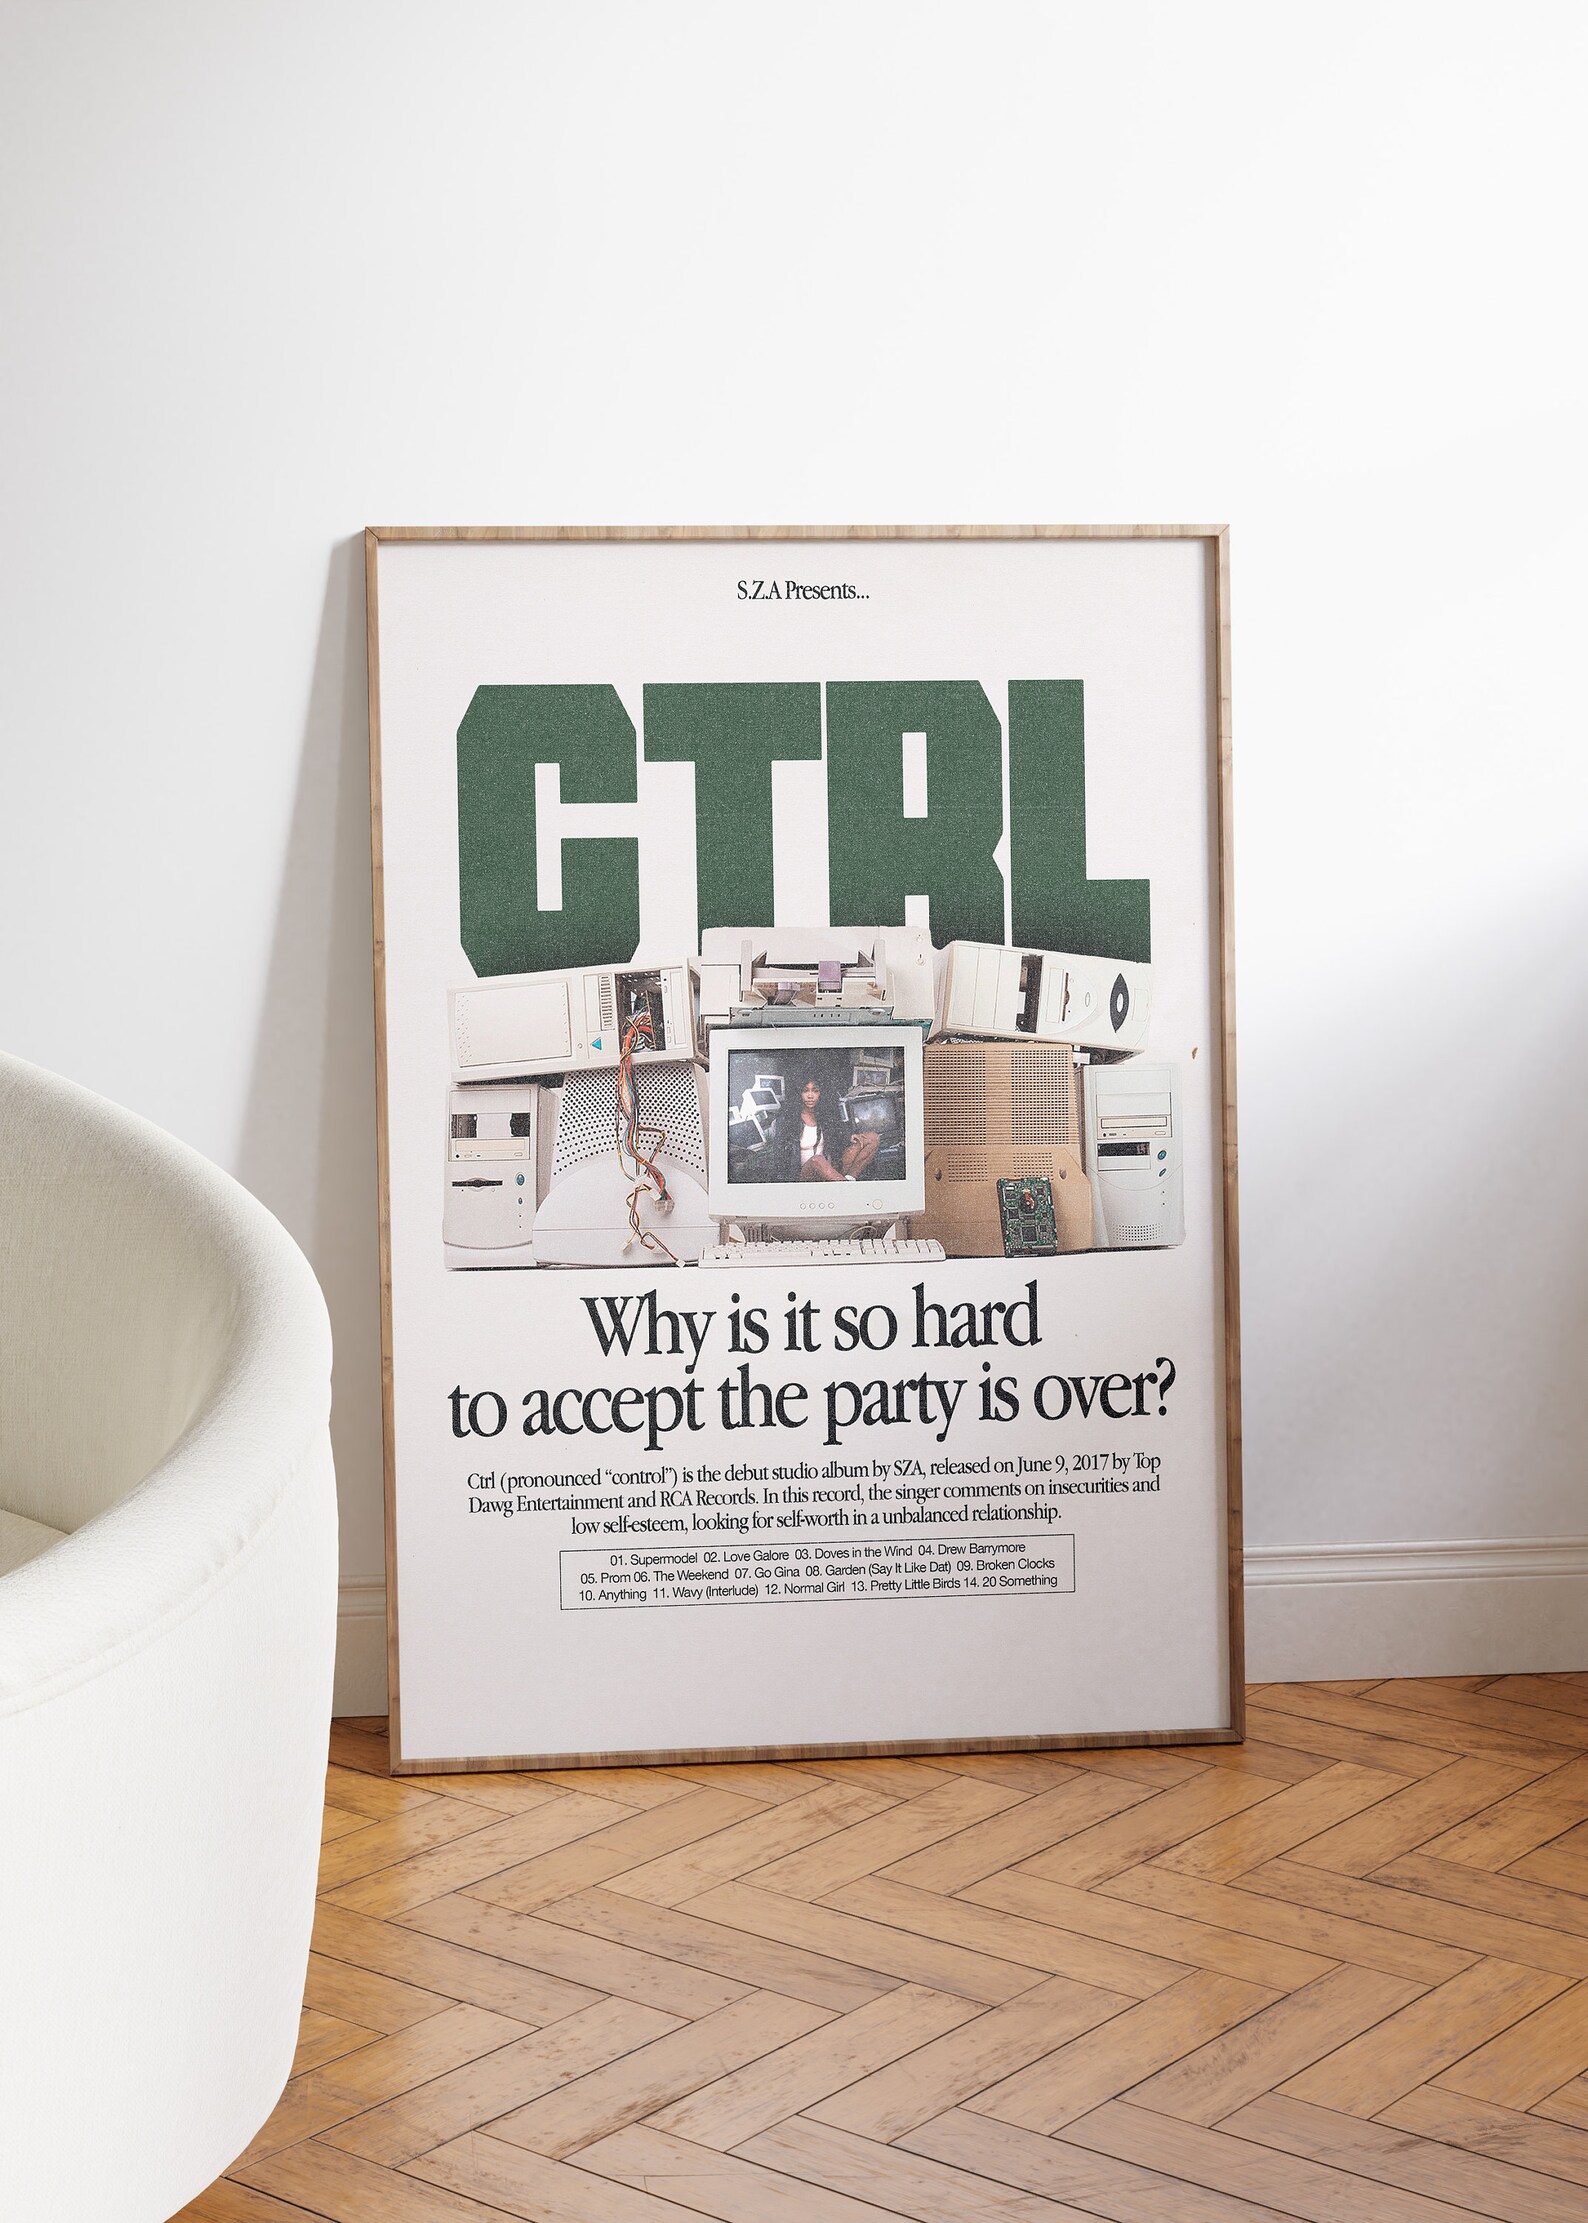 S.Z.A Presents...
CTRL
Why is it so hard
to accept the party is over?
Ctrl (pronounced “control”) is the debut studio album by SZA, released on June 9, 2017 by Top
Dawg Entertainment and RCA Records. In this record, the singer comments on insecurities and
low self-esteem, looking for self-worth in a unbalanced relationship.
01. Supermodel 02. Love Galore 03. Doves in the Wind 04. Drew Barrymore
05. Prom 06. The Weekend 07. Go Gina 08. Garden (Say It Like Dat) 09. Broken Clocks
10. Anything 11. Wavy (Interlude) 12. Normal Girl 13. Pretty Little Birds 14. 20 Something